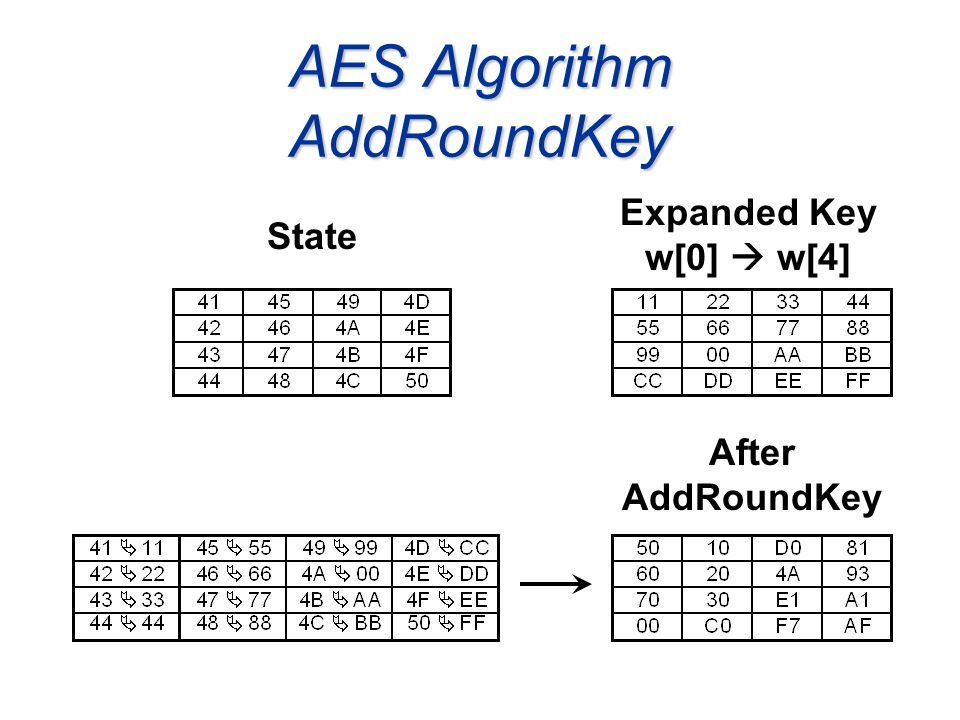 AES Algorithm
AddRoundKey
State
Expanded Key
w[0] → w[4]
41 45 49 4D
42 46 4A 4E
43 47 4B 4F
44 48 4C 50
11 22 33 44
55 66 77 88
99 00 AA BB
CC DD EE FF
After
AddRoundKey
41 ⮱ 11 45 ⮱ 55 49 ⮱ 99 4D ⮱ CC
42 ⮱ 22 46 ⮱ 66 4A ⮱ 00 4E ⮱ DD
43 ⮱ 33 47 ⮱ 77 4B ⮱ AA 4F ⮱ EE
44 ⮱ 44 48 ⮱ 88 4C ⮱ BB 50 ⮱ FF
50 10 D0 81
60 20 4A 93
70 30 E1 A1
00 C0 F7 AF